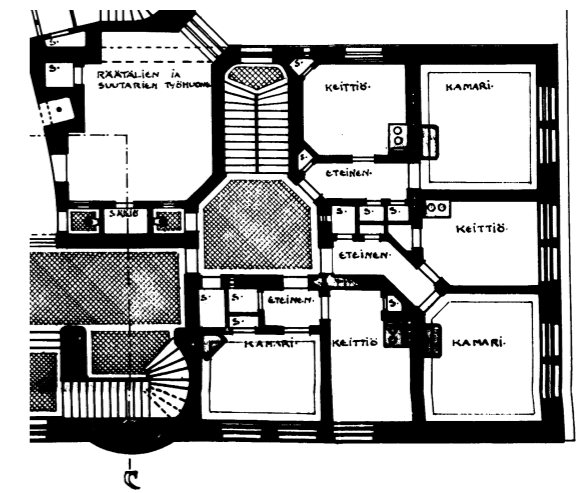 S.
S.
RÄÄTÄLIEN JA
SUUTARIEN TYÖHUONE
S.
KEITTIÖ.
KAMARI.
S.
ETEINEN.
S. S. S.
KEITTIÖ.
ETEINEN.
S. S. ETEINEN.
S.
S.
KAMARI. KEITTIÖ KAMARI.